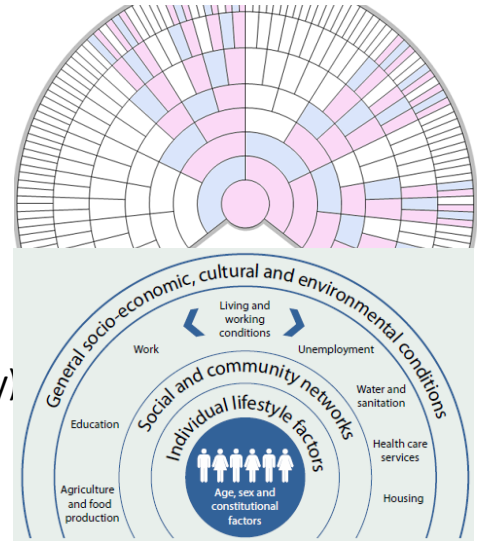 General socio-economic, cultural and environmental conditions
Living and
working
conditions
Work
Unemployment
Social and community networks
Water and
sanitation
Individual lifestyle factors
Education
Health care
services
Agriculture
and food
production
Housing
Age, sex and
constitutional
factors
y)